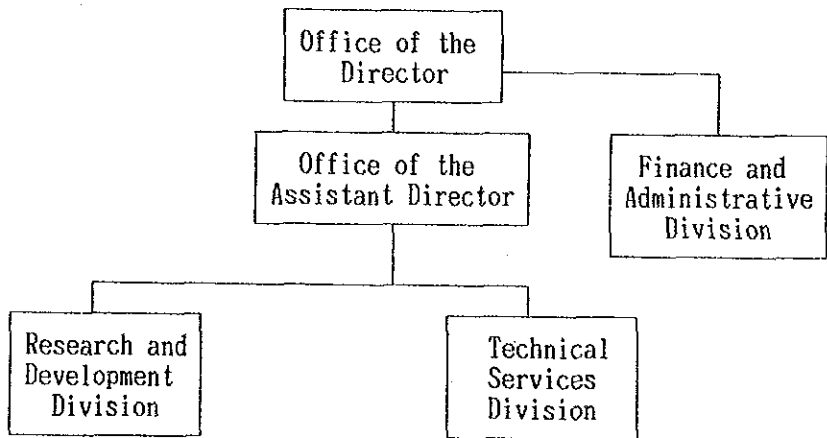 Office of the
Director
Office of the
Assistant Director
Finance and
Administrative
Division
Research and
Development
Division
Technical
Services
Division